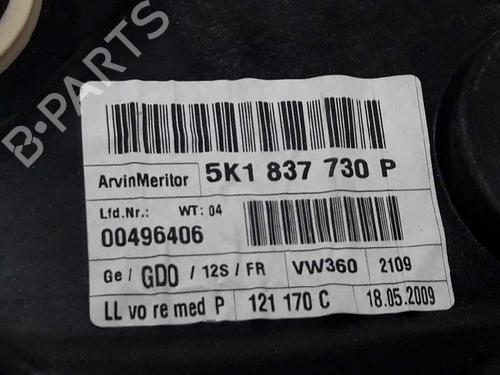 B-PARTS
ArvinMeritor 5K1 837 730 P
Lfd.Nr.: WT: 04
00496406
Ge / GDO / 12S / FR VW360 2109
LL vo re med P 121 170 C 18.05.2009